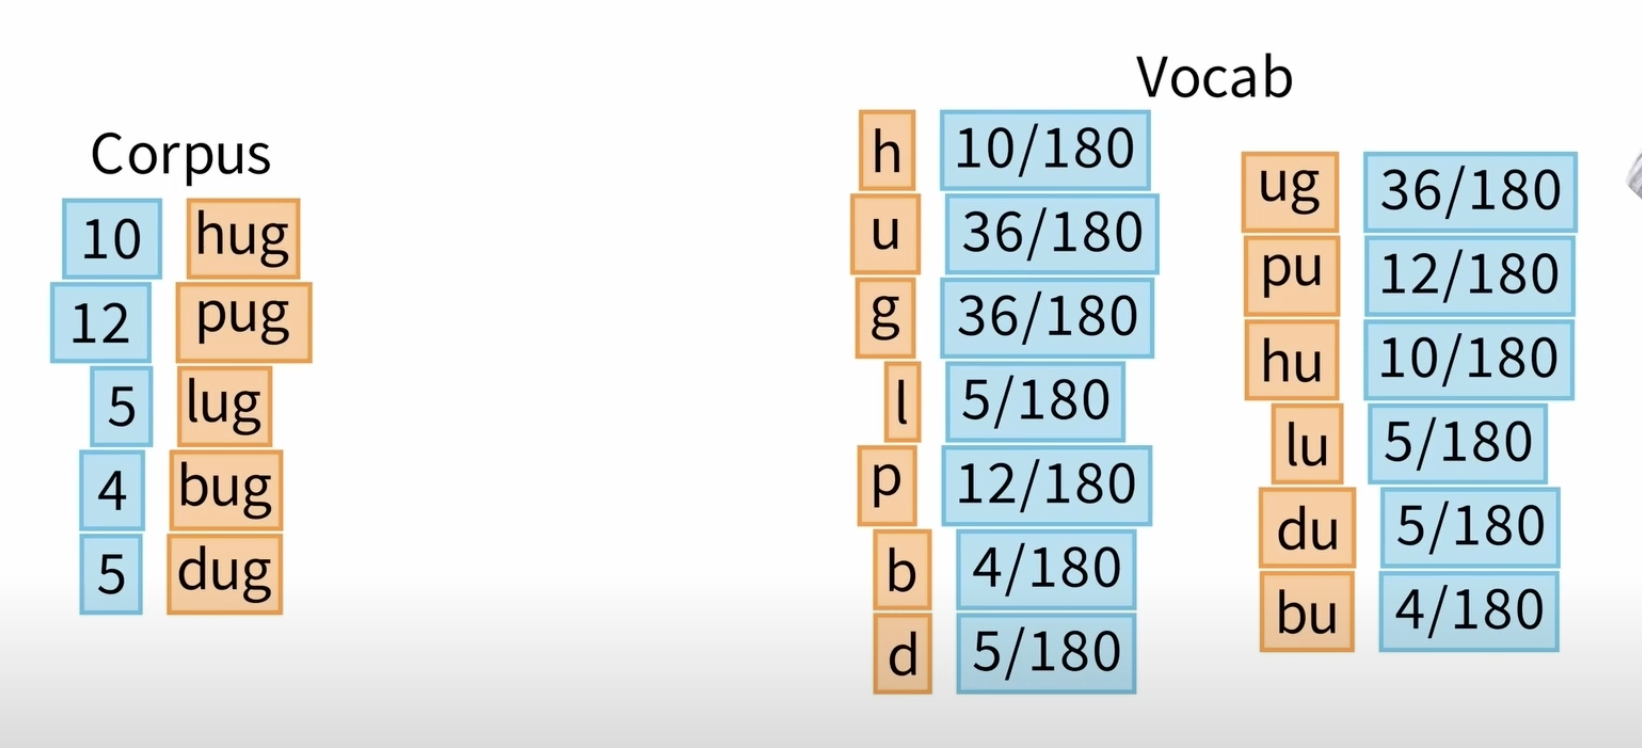 Corpus
10 hug
12 pug
5 lug
4 bug
5 dug
Vocab
h 10/180
u 36/180
g 36/180
l 5/180
p 12/180
b 4/180
d 5/180
ug 36/180
pu 12/180
hu 10/180
lu 5/180
du 5/180
bu 4/180